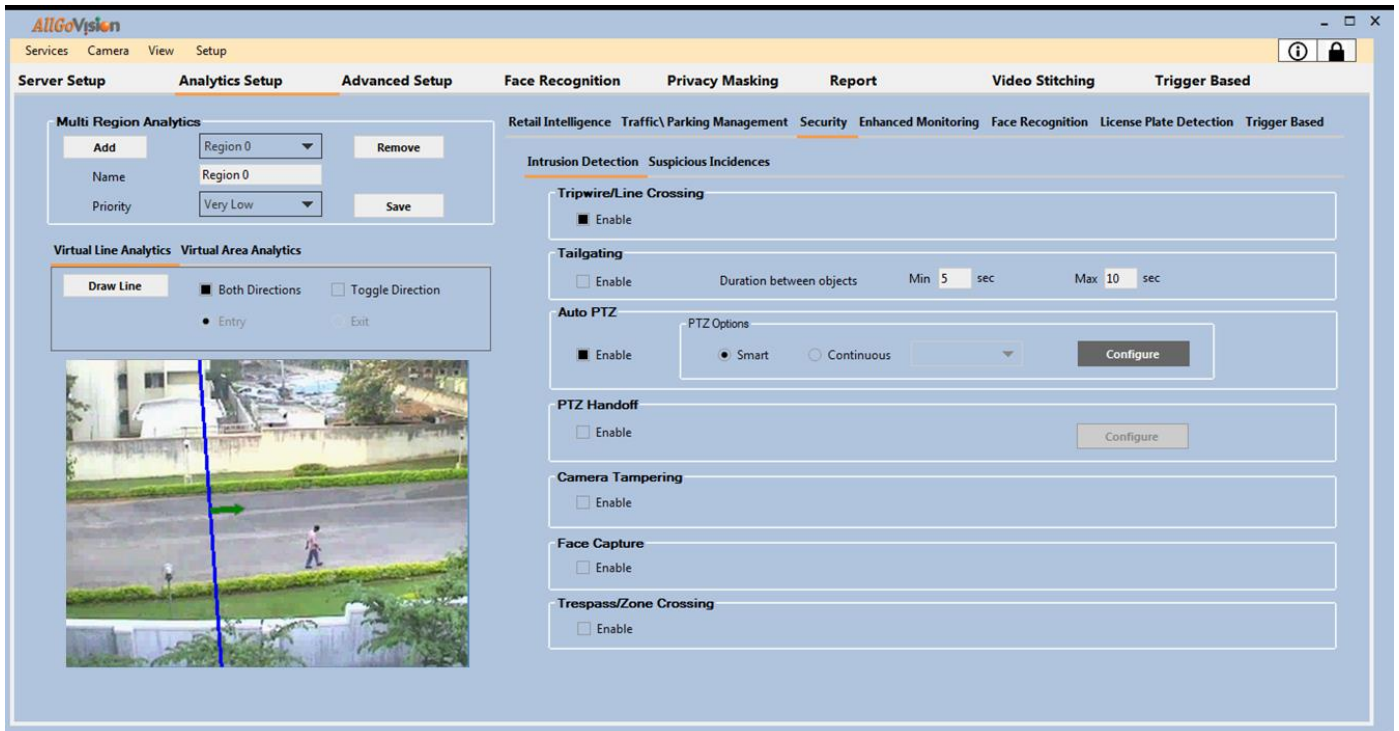 AllGoVision
Services Camera View Setup
Server Setup Analytics Setup Advanced Setup Face Recognition Privacy Masking Report Video Stitching Trigger Based
Multi Region Analytics
Add Region 0 Remove
Name Region 0
Priority Very Low Save
Virtual Line Analytics Virtual Area Analytics
Draw Line Both Directions Toggle Direction
Entry Exit
Retail Intelligence Traffic\ Parking Management Security Enhanced Monitoring Face Recognition License Plate Detection Trigger Based
Intrusion Detection Suspicious Incidences
Tripwire/Line Crossing
Enable
Tailgating
Enable Duration between objects Min 5 sec Max 10 sec
Auto PTZ
PTZ Options
Enable Smart Continuous Configure
PTZ Handoff
Enable Configure
Camera Tampering
Enable
Face Capture
Enable
Trespass/Zone Crossing
Enable